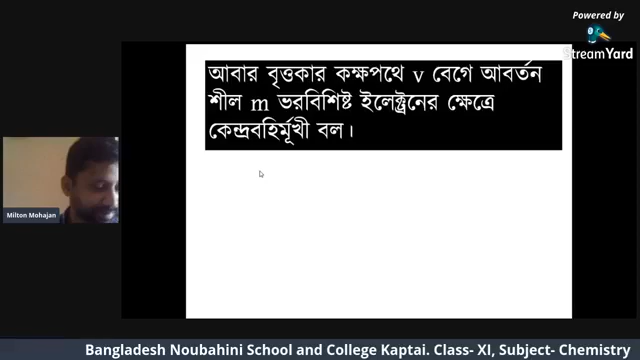 Powered by
StreamYard
আবার বৃত্তকার কক্ষপথে v বেগে আবর্তন
শীল m ভরবিশিষ্ট ইলেক্ট্রনের ক্ষেত্রে
কেন্দ্রবহির্মূখী বল।
Milton Mohajan
Bangladesh Noubahini School and College Kaptai. Class- XI, Subject- Chemistry